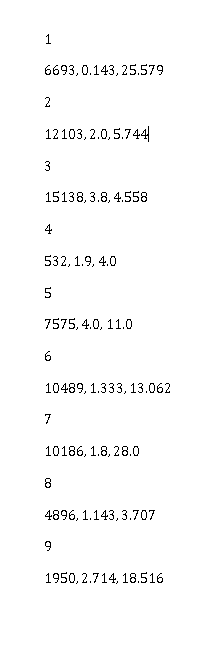 1
6693, 0.143, 25.579
2
12103, 2.0, 5.744
3
15138, 3.8, 4.558
4
532, 1.9, 4.0
5
7575, 4.0, 11.0
6
10489, 1.333, 13.062
7
10186, 1.8, 28.0
8
4896, 1.143, 3.707
9
1950, 2.714, 18.516